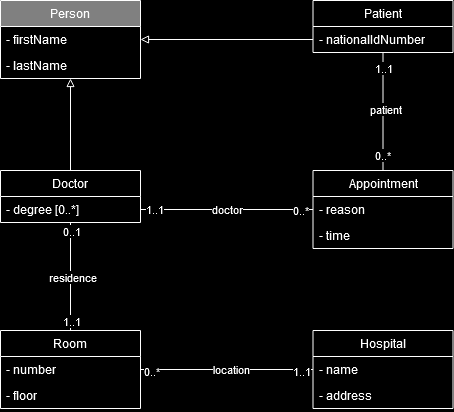 Person
- firstName
- lastName
Patient
- nationalIdNumber
1..1
patient
0..*
Doctor
- degree [0..*]
1..1
doctor
0..*
Appointment
- reason
- time
0..1
residence
1..1
Room
- number
- floor
0..*
location
1..1
Hospital
- name
- address